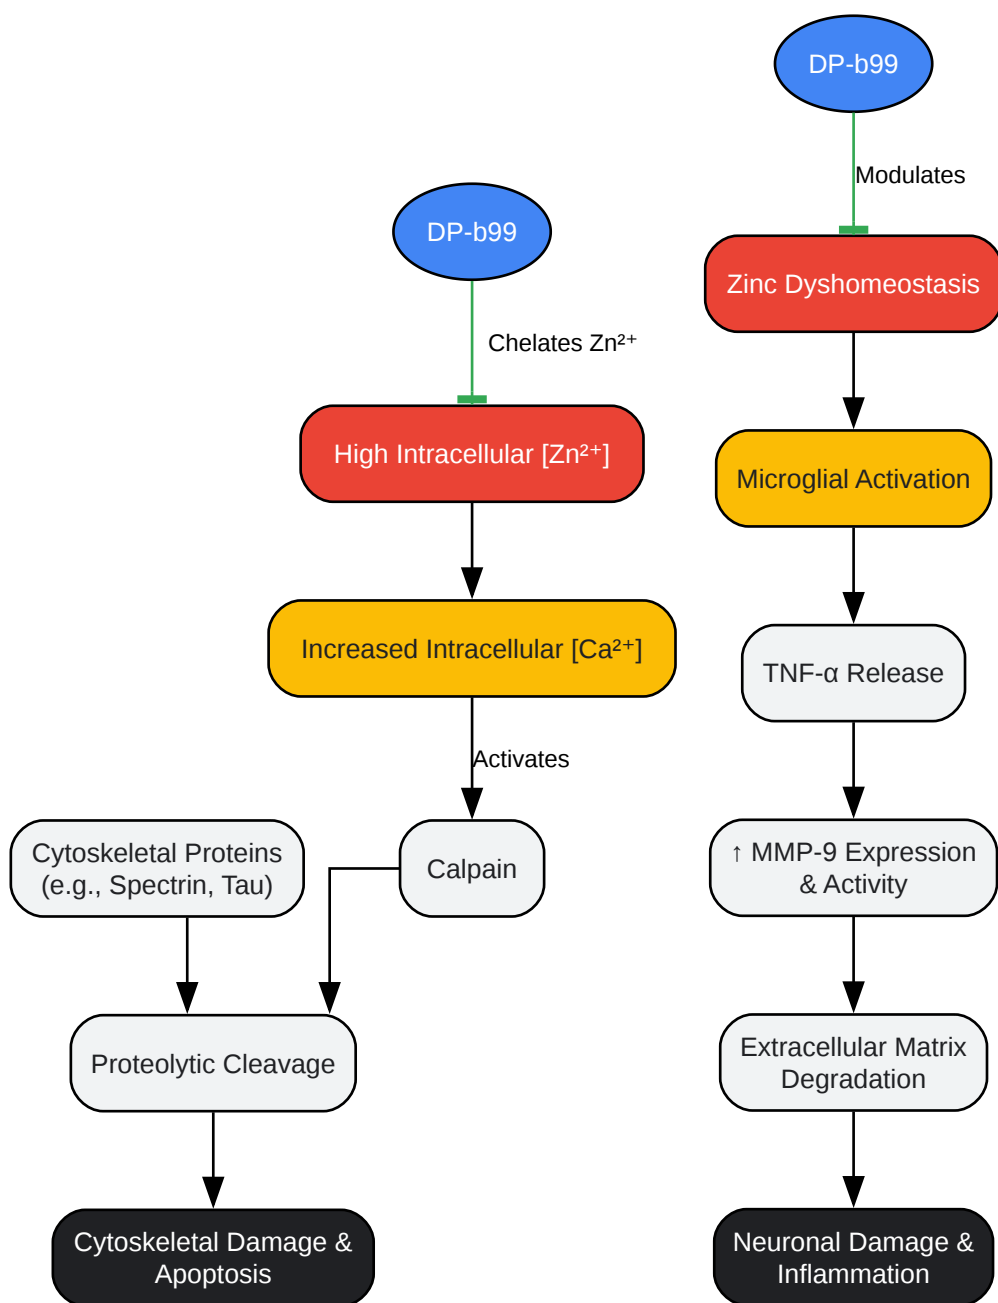 DP-b99
Modulates
DP-b99
Zinc Dyshomeostasis
Chelates Zn²⁺
High Intracellular [Zn²⁺]
Microglial Activation
Increased Intracellular [Ca²⁺]
TNF-α Release
Activates
Cytoskeletal Proteins
(e.g., Spectrin, Tau)
Calpain
↑ MMP-9 Expression
& Activity
Proteolytic Cleavage
Extracellular Matrix
Degradation
Cytoskeletal Damage &
Apoptosis
Neuronal Damage &
Inflammation